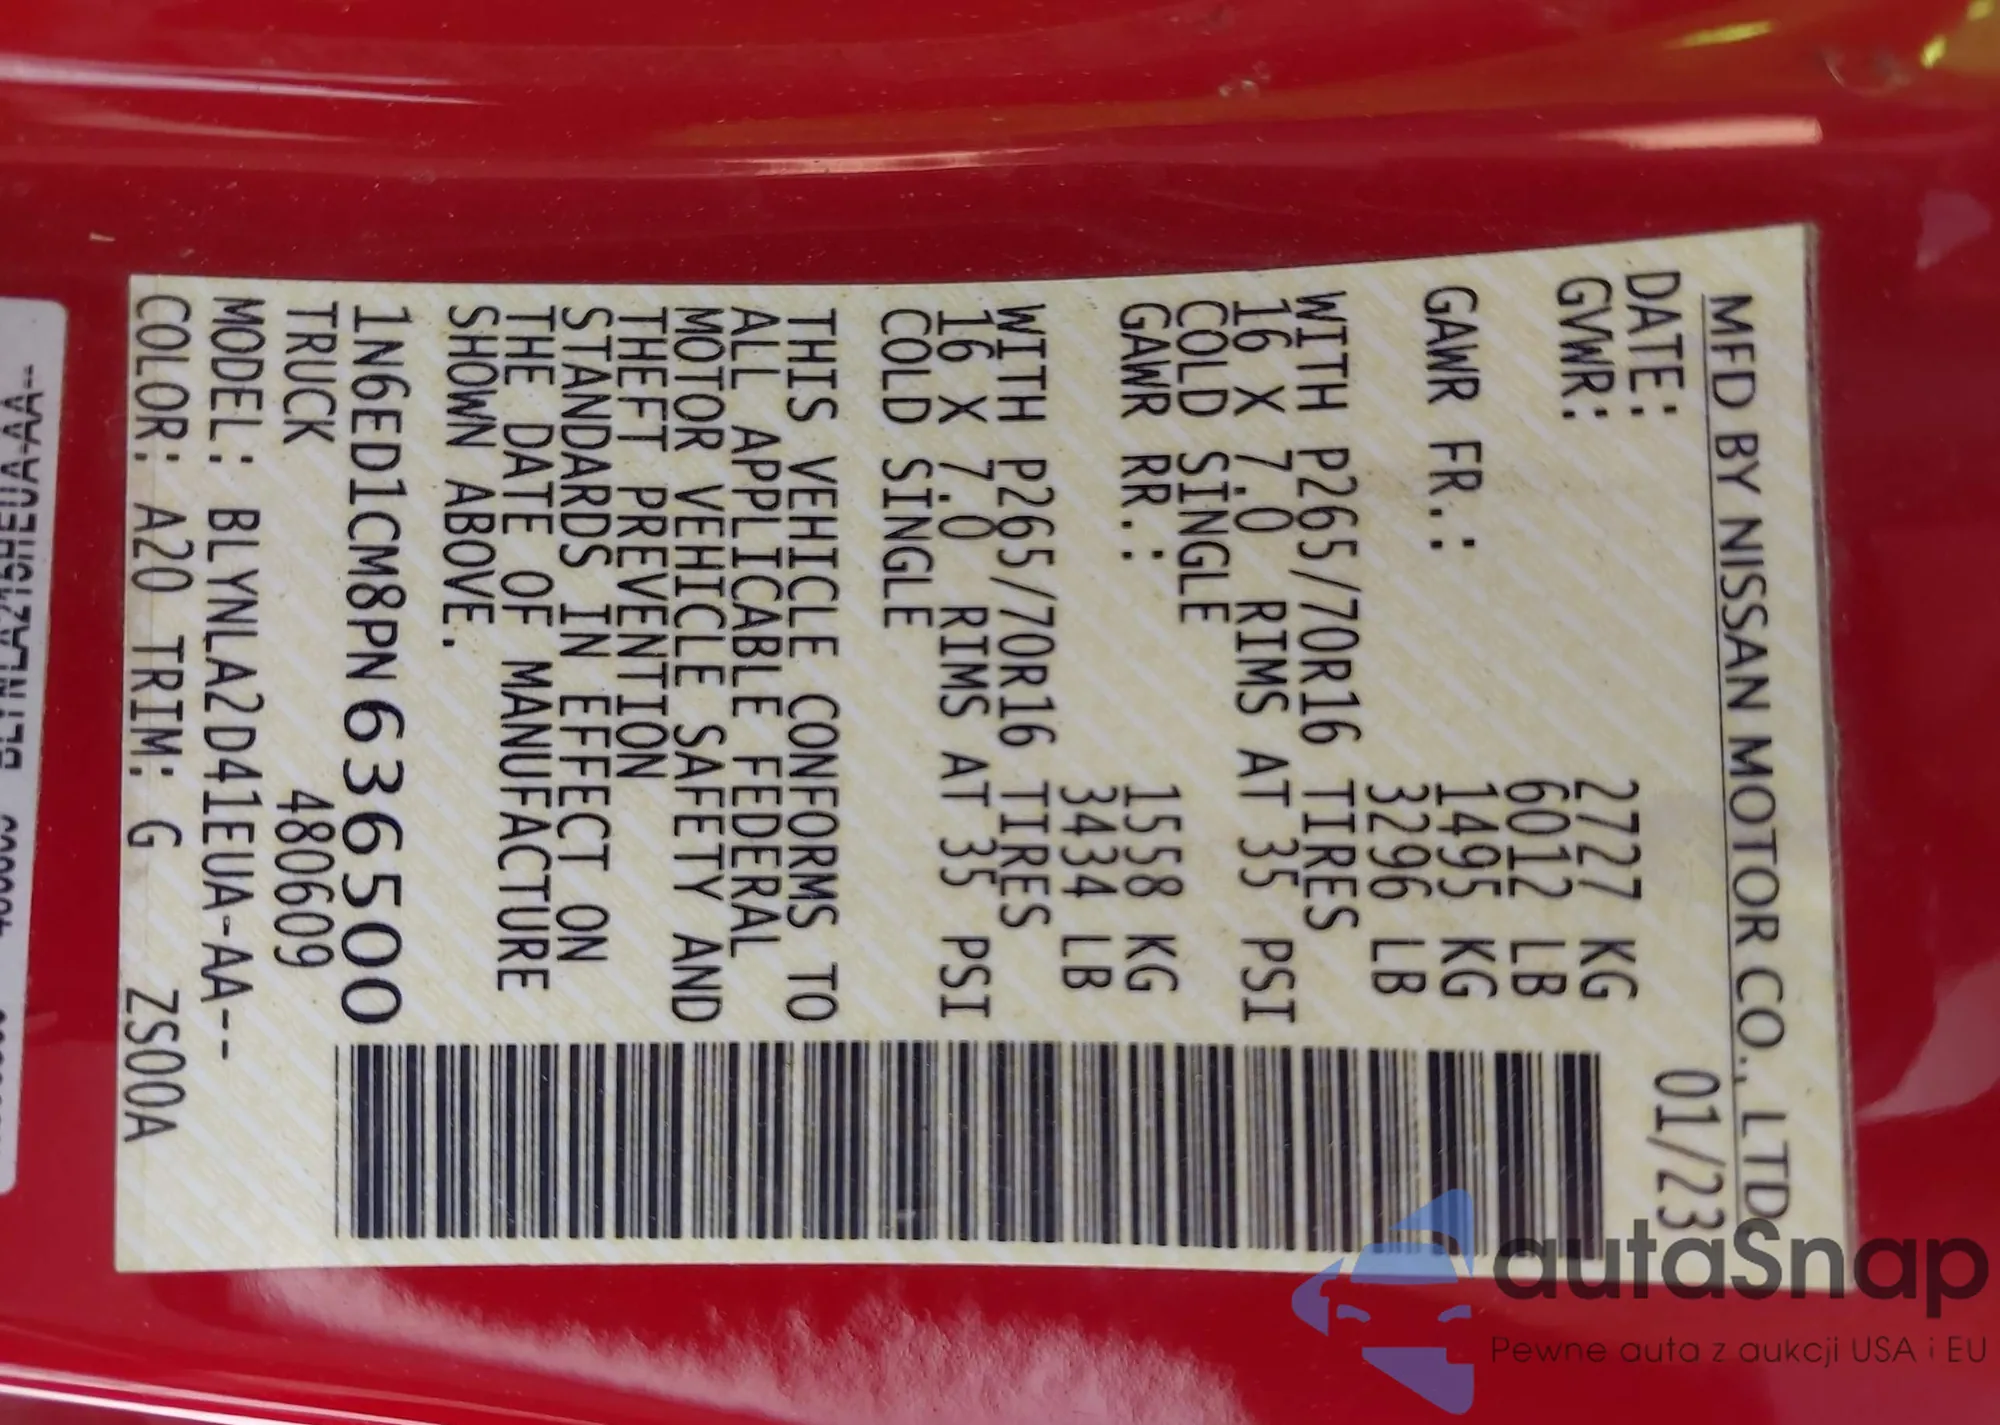 MFD BY NISSAN MOTOR CO., LTD.
DATE: 01/23
GVWR: 2727 KG
6012 LB
GAWR FR.: 1495 KG
3296 LB
WITH P265/70R16 TIRES
16 X 7.0 RIMS AT 35 PSI
COLD SINGLE
GAWR RR.: 1558 KG
3434 LB
WITH P265/70R16 TIRES
16 X 7.0 RIMS AT 35 PSI
COLD SINGLE
THIS VEHICLE CONFORMS TO
ALL APPLICABLE FEDERAL
MOTOR VEHICLE SAFETY AND
THEFT PREVENTION
STANDARDS IN EFFECT ON
THE DATE OF MANUFACTURE
SHOWN ABOVE.
1N6ED1CM8PN636500
TRUCK 480609
MODEL: BLYNLA2D41EUA-AA--
COLOR: A20 TRIM: G ZS00A
autaSnap
Pewne auta z aukcji USA i EU